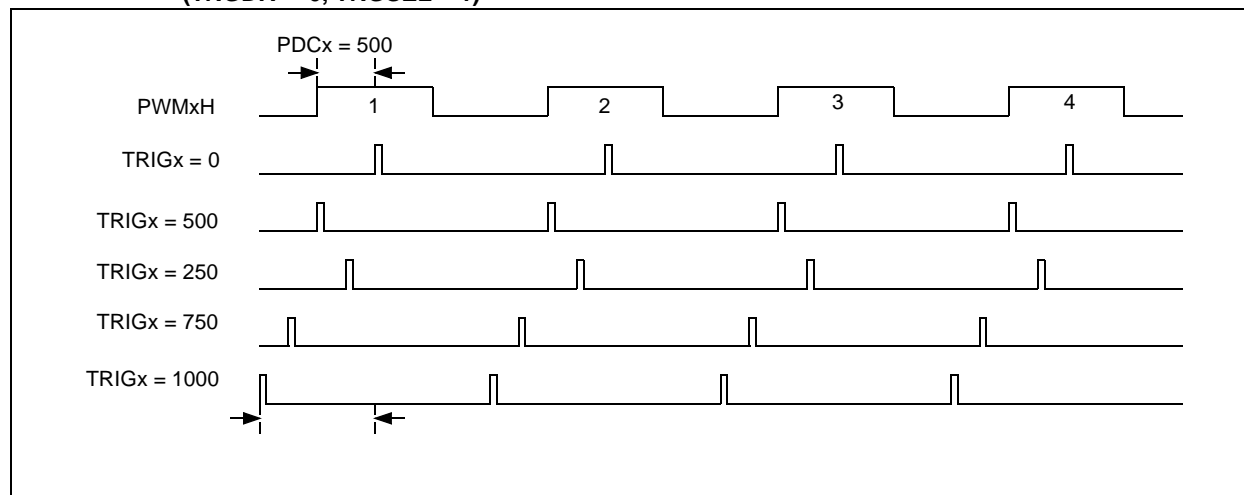 PDCx = 500
PWMxH
1 2 3 4
TRIGx = 0
TRIGx = 500
TRIGx = 250
TRIGx = 750
TRIGx = 1000